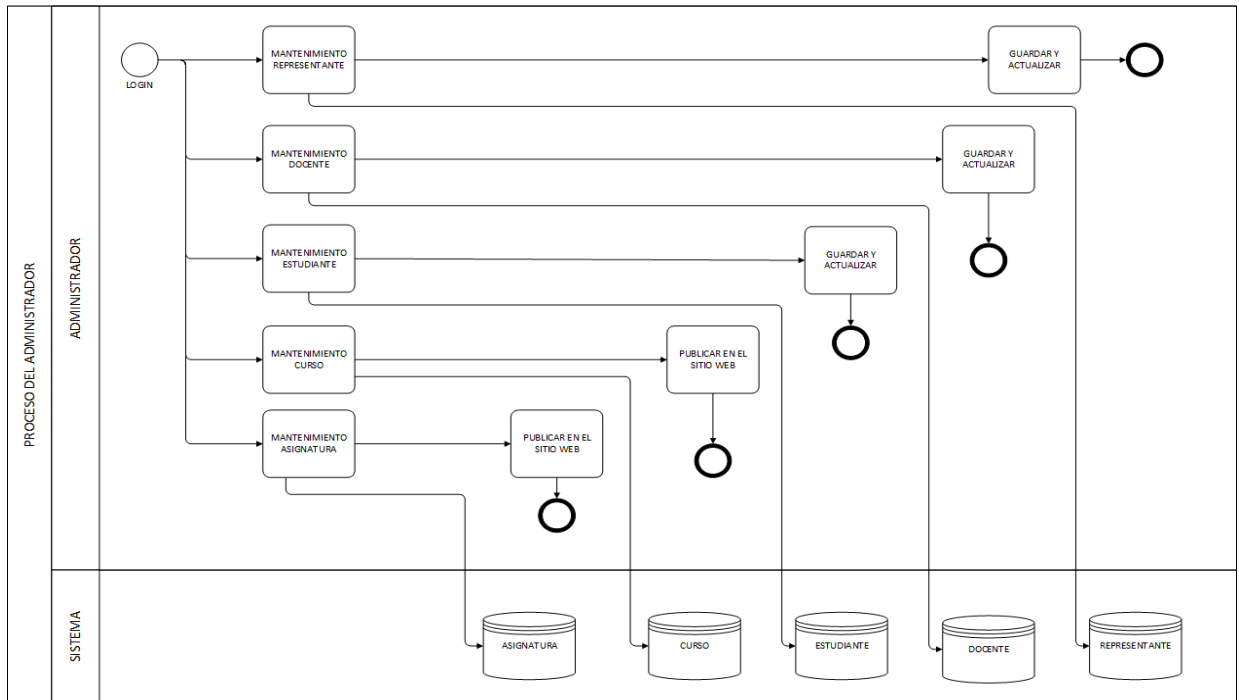 PROCESO DEL ADMINISTRADOR
ADMINISTRADOR
LOGIN
MANTENIMIENTO
REPRESENTANTE
GUARDAR Y
ACTUALIZAR
MANTENIMIENTO
DOCENTE
GUARDAR Y
ACTUALIZAR
MANTENIMIENTO
ESTUDIANTE
GUARDAR Y
ACTUALIZAR
MANTENIMIENTO
CURSO
PUBLICAR EN EL
SITIO WEB
MANTENIMIENTO
ASIGNATURA
PUBLICAR EN EL
SITIO WEB
SISTEMA
ASIGNATURA
CURSO
ESTUDIANTE
DOCENTE
REPRESENTANTE